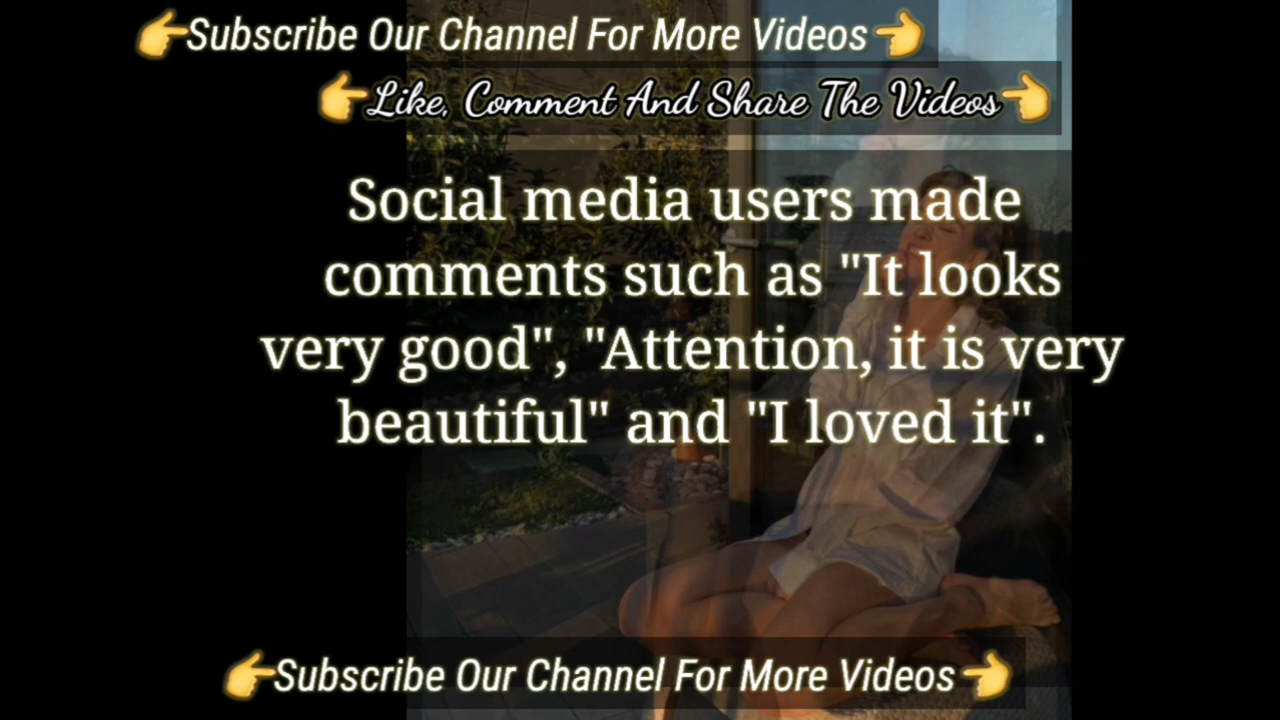 👉Subscribe Our Channel For More Videos👈
👉Like, Comment And Share The Videos👈
Social media users made
comments such as "It looks
very good", "Attention, it is very
beautiful" and "I loved it".
👉Subscribe Our Channel For More Videos👈